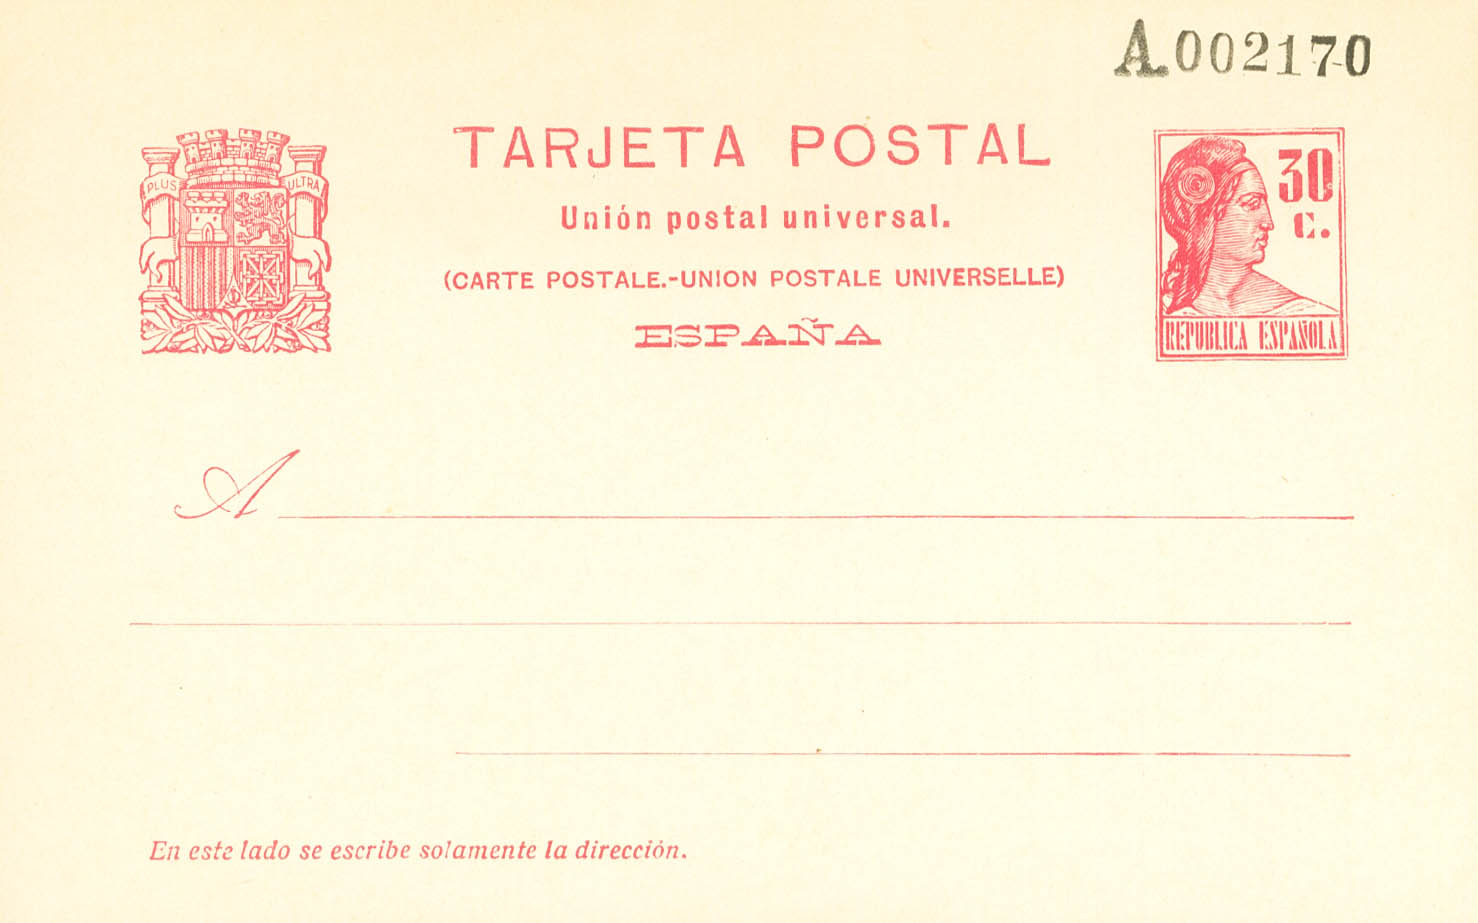 A.002170
PLUS ULTRA
TARJETA POSTAL
30
C.
Unión postal universal.
(CARTE POSTALE.-UNION POSTALE UNIVERSELLE)
ESPAÑA
REPUBLICA ESPAÑOLA
A
En este lado se escribe solamente la dirección.